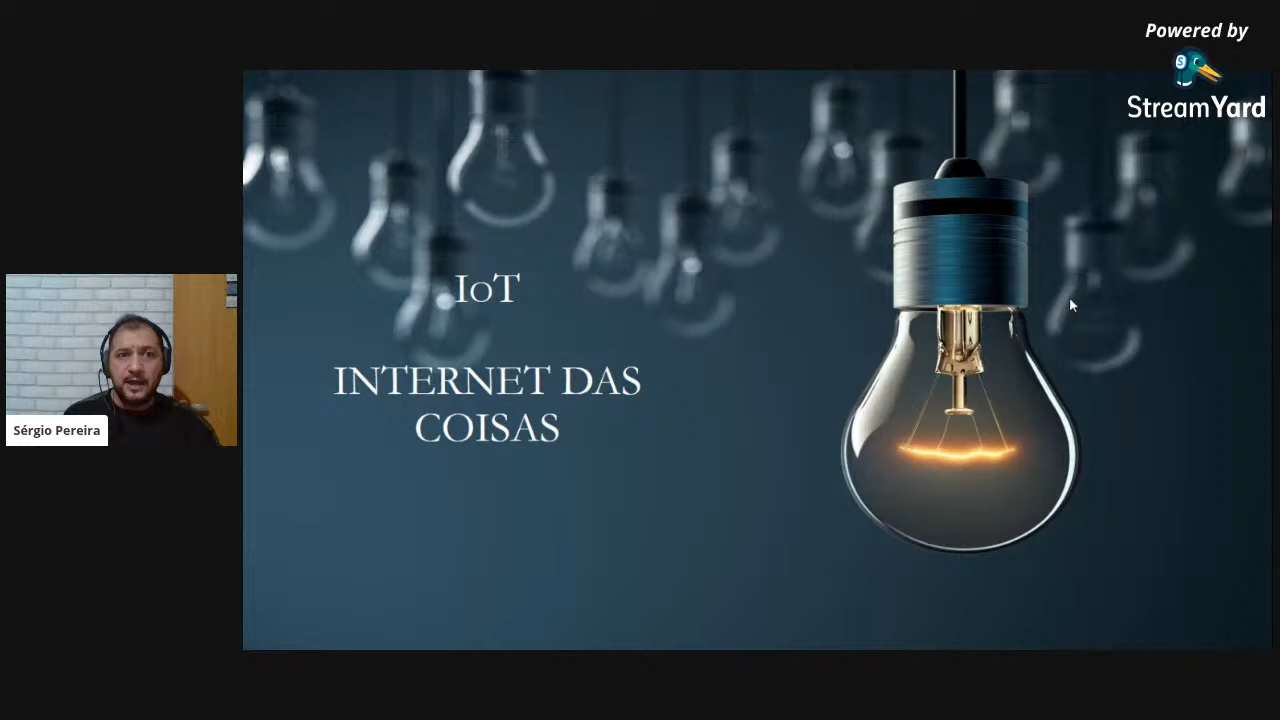 Powered by
StreamYard
IoT
INTERNET DAS
COISAS
Sérgio Pereira